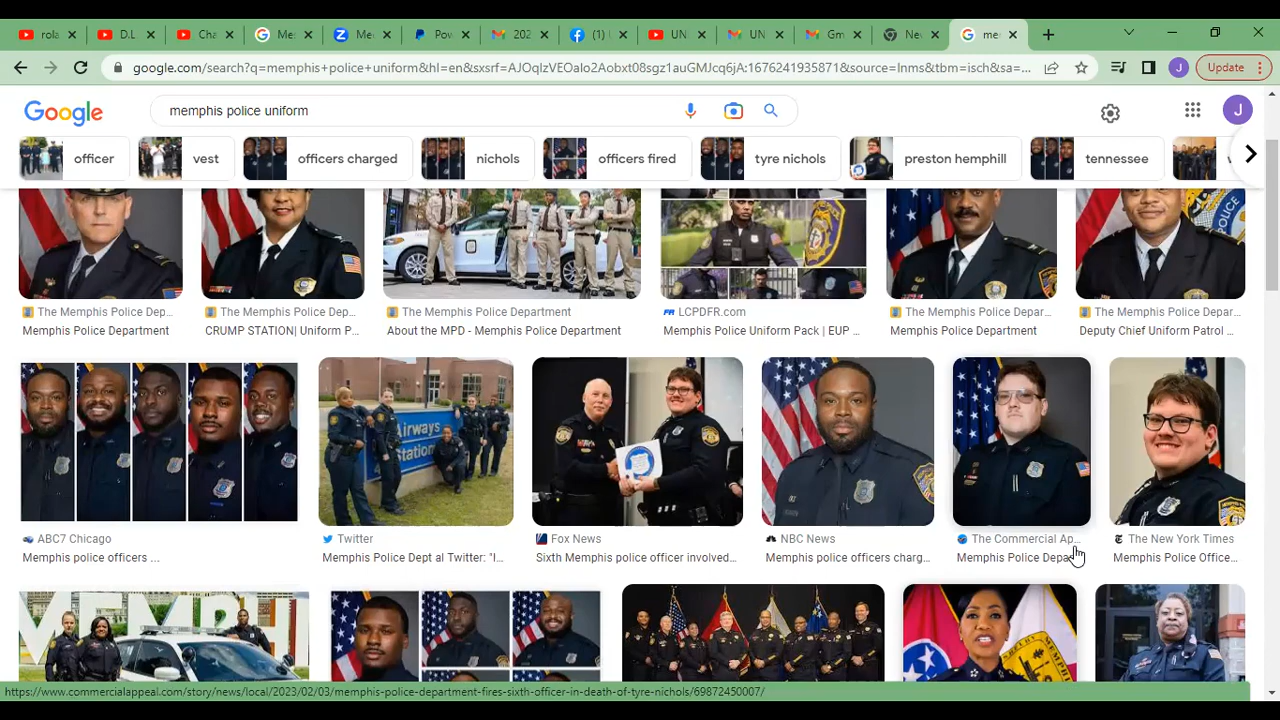 rola
D.L
Cha
Me
Me
Pow
202
(1)
UNI
UN
Gm
Ne
me
google.com/search?q=memphis+police+uniform&hl=en&sxsrf=AJOqlzVEOalo2Aobxt08sgz1auGMJcq6jA:1676241935871&source=lnms&tbm=isch&sa=...
J
Update
Google
memphis police uniform
J
officer
vest
officers charged
nichols
officers fired
tyre nichols
preston hemphill
tennessee
The Memphis Police Dep...
The Memphis Police Dep...
The Memphis Police Department
LCPDFR.com
The Memphis Police Depar...
The Memphis Police Depar...
Memphis Police Department
CRUMP STATION| Uniform P...
About the MPD - Memphis Police Department
Memphis Police Uniform Pack | EUP ...
Memphis Police Department
Deputy Chief Uniform Patrol ...
Airways
Station
ABC7 Chicago
Twitter
Fox News
NBC News
The Commercial Ap...
The New York Times
Memphis police officers ...
Memphis Police Dept al Twitter: "I...
Sixth Memphis police officer involved...
Memphis police officers charg...
Memphis Police Depa
Memphis Police Office...
MEMPH
https://www.commercialappeal.com/story/news/local/2023/02/03/memphis-police-department-fires-sixth-officer-in-death-of-tyre-nichols/69872450007/